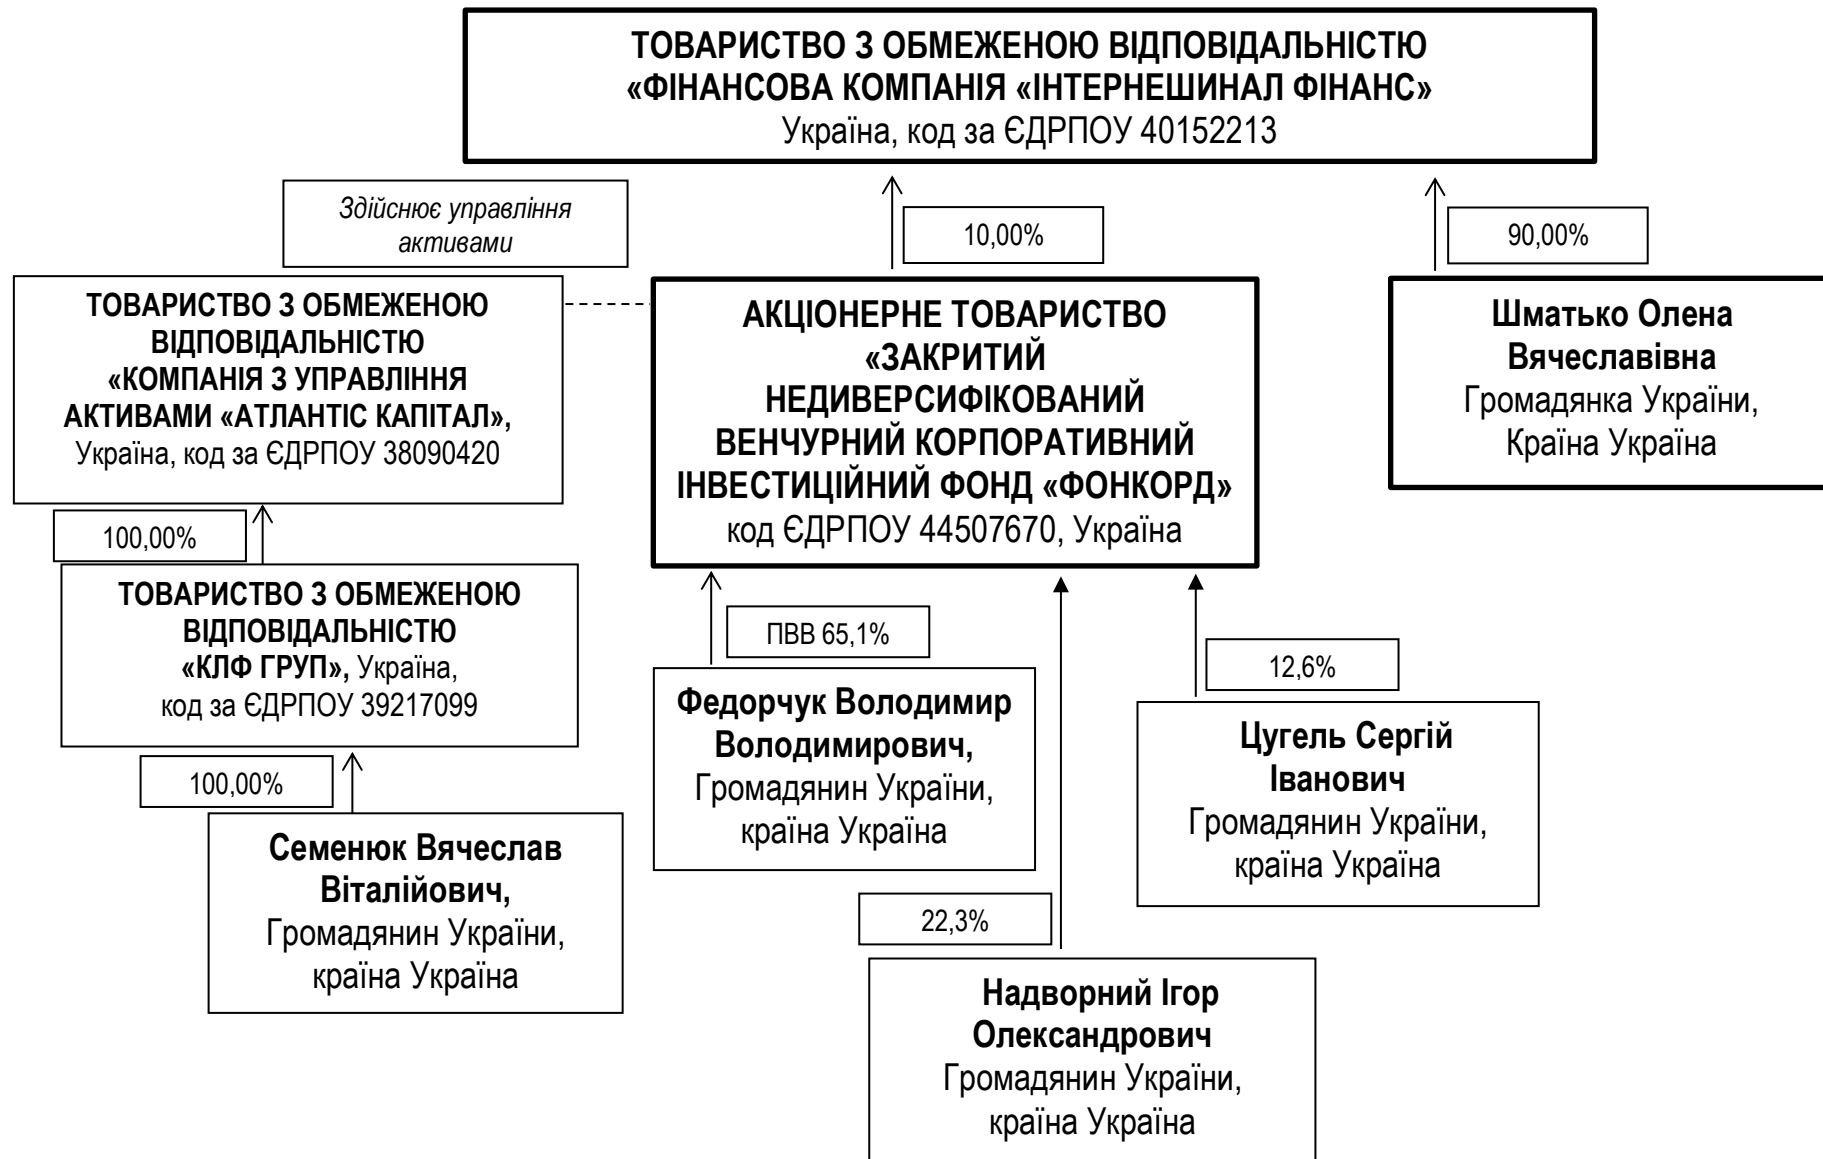 ТОВАРИСТВО З ОБМЕЖЕНОЮ ВІДПОВІДАЛЬНІСТЮ
«ФІНАНСОВА КОМПАНІЯ «ІНТЕРНЕШИНАЛ ФІНАНС»
Україна, код за ЄДРПОУ 40152213
Здійснює управління
активами
10,00%
90,00%
ТОВАРИСТВО З ОБМЕЖЕНОЮ
ВІДПОВІДАЛЬНІСТЮ
«КОМПАНІЯ З УПРАВЛІННЯ
АКТИВАМИ «АТЛАНТІС КАПІТАЛ»,
Україна, код за ЄДРПОУ 38090420
АКЦІОНЕРНЕ ТОВАРИСТВО
«ЗАКРИТИЙ
НЕДИВЕРСИФІКОВАНИЙ
ВЕНЧУРНИЙ КОРПОРАТИВНИЙ
ІНВЕСТИЦІЙНИЙ ФОНД «ФОНКОРД»
код ЄДРПОУ 44507670, Україна
Шматько Олена
Вячеславівна
Громадянка України,
Країна Україна
100,00%
ТОВАРИСТВО З ОБМЕЖЕНОЮ
ВІДПОВІДАЛЬНІСТЮ
«КЛФ ГРУП», Україна,
код за ЄДРПОУ 39217099
ПВВ 65,1%
12,6%
Федорчук Володимир
Володимирович,
Громадянин України,
країна Україна
Цугель Сергій
Іванович
Громадянин України,
країна Україна
100,00%
Семенюк Вячеслав
Віталійович,
Громадянин України,
країна Україна
22,3%
Надворний Ігор
Олександрович
Громадянин України,
країна Україна